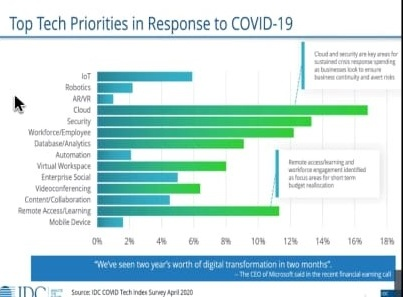 Top Tech Priorities in Response to COVID-19
Cloud and security are key areas for
sustained crisis response spending
as businesses look to ensure
business continuity and avert risks
IoT
Robotics
AR/VR
Cloud
Security
Workforce/Employee
Database/Analytics
Automation
Virtual Workspace
Enterprise Social
Videoconferencing
Content/Collaboration
Remote Access/Learning
Mobile Device
Remote access/learning and
workforce engagement identified
as focus areas for short term
budget reallocation
0% 2% 4% 6% 8% 10% 12% 14% 16% 18%
"We've seen two year's worth of digital transformation in two months".
– The CEO of Microsoft said in the recent financial earning call
IDC
Source: IDC COVID Tech Index Survey April 2020